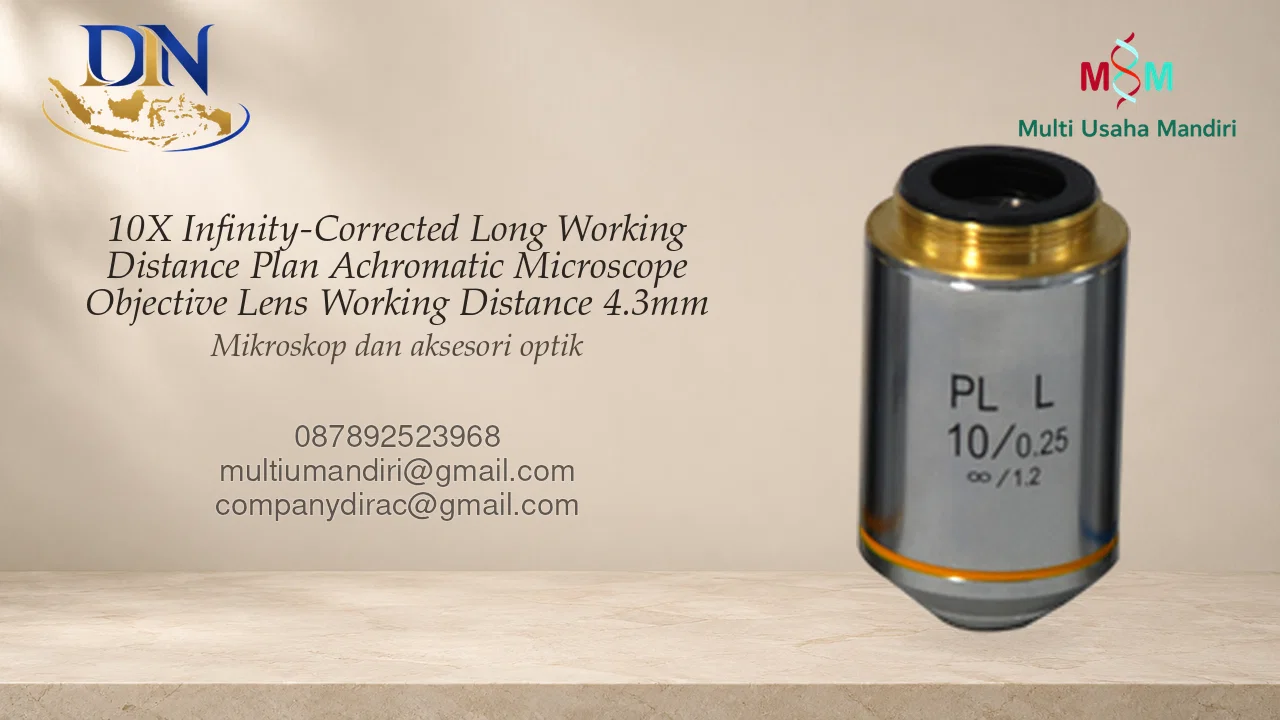 DIN
MSM
Multi Usaha Mandiri
10X Infinity-Corrected Long Working
Distance Plan Achromatic Microscope
Objective Lens Working Distance 4.3mm
Mikroskop dan aksesori optik
087892523968
multiumandiri@gmail.com
companydirac@gmail.com
PL L
10/0.25
∞/1.2